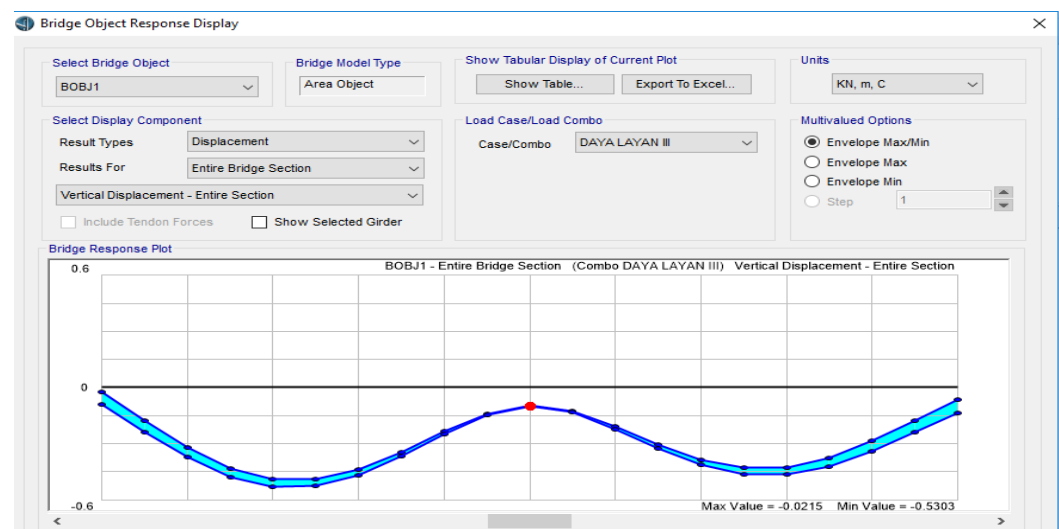 Bridge Object Response Display
Select Bridge Object
BOBJ1
Bridge Model Type
Area Object
Show Tabular Display of Current Plot
Show Table...
Export To Excel...
Units
KN, m, C
Select Display Component
Result Types
Displacement
Results For
Entire Bridge Section
Vertical Displacement - Entire Section
Include Tendon Forces
Show Selected Girder
Load Case/Load Combo
Case/Combo
DAYA LAYAN III
Multivalued Options
Envelope Max/Min
Envelope Max
Envelope Min
Step
1
Bridge Response Plot
0.6
BOBJ1 - Entire Bridge Section (Combo DAYA LAYAN III) Vertical Displacement - Entire Section
0
-0.6
Max Value = -0.0215 Min Value = -0.5303